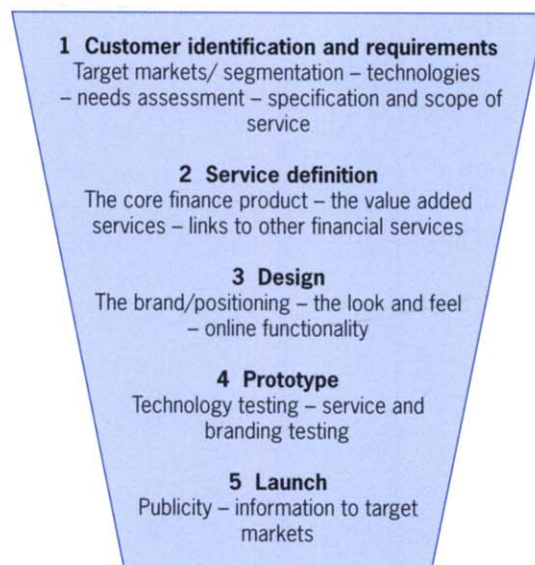 1 Customer identification and requirements
Target markets/ segmentation – technologies
– needs assessment – specification and scope of
service
2 Service definition
The core finance product – the value added
services – links to other financial services
3 Design
The brand/positioning – the look and feel
– online functionality
4 Prototype
Technology testing – service and
branding testing
5 Launch
Publicity – information to target
markets